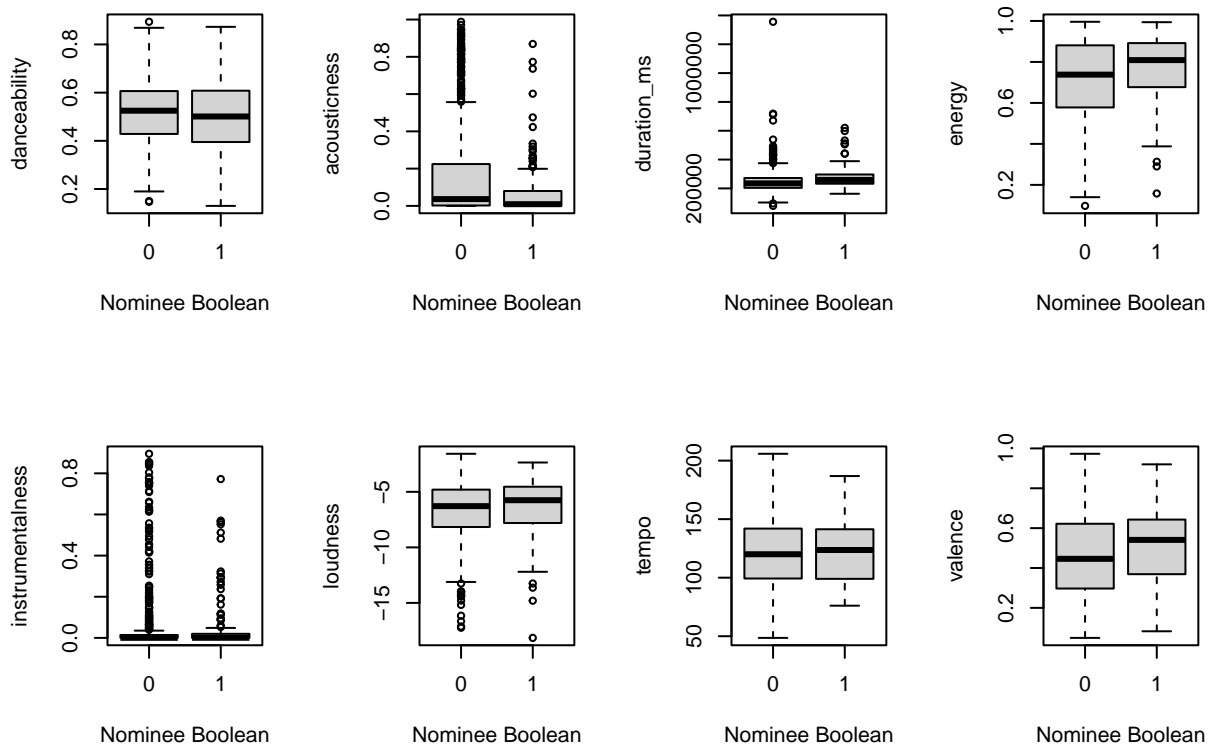 danceability
0.2 0.4 0.6 0.8
0 1
Nominee Boolean
acousticness
0.0 0.4 0.8
0 1
Nominee Boolean
duration_ms
200000 1000000
0 1
Nominee Boolean
energy
0.2 0.6 1.0
0 1
Nominee Boolean
instrumentalness
0.0 0.4 0.8
0 1
Nominee Boolean
loudness
−15 −10 −5
0 1
Nominee Boolean
tempo
50 100 150 200
0 1
Nominee Boolean
valence
0.2 0.6 1.0
0 1
Nominee Boolean